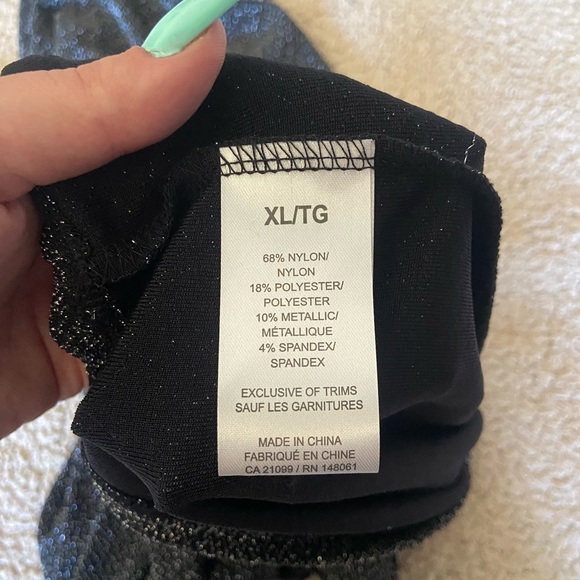 XL/TG
68% NYLON/
NYLON
18% POLYESTER/
POLYESTER
10% METALLIC/
MÉTALLIQUE
4% SPANDEX/
SPANDEX
EXCLUSIVE OF TRIMS
SAUF LES GARNITURES
MADE IN CHINA
FABRIQUÉ EN CHINE
CA 21099 / RN 148061